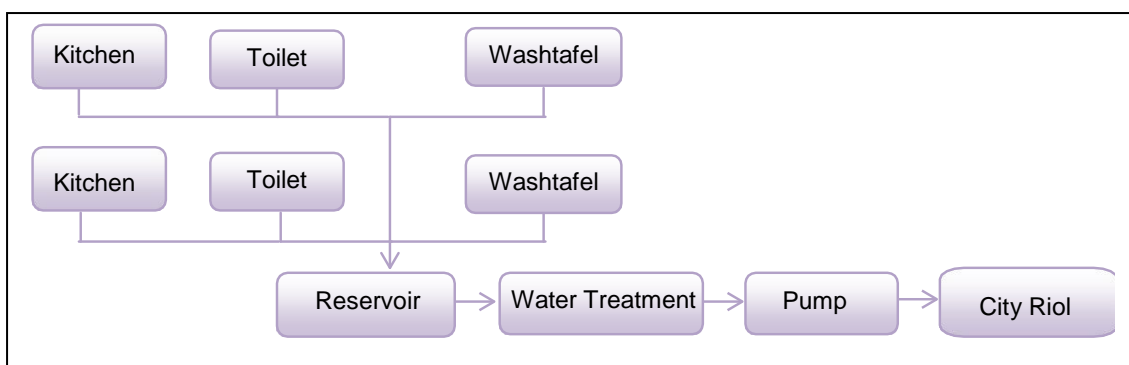 Kitchen
Toilet
Washtafel
Kitchen
Toilet
Washtafel
Reservoir
Water Treatment
Pump
City Riol